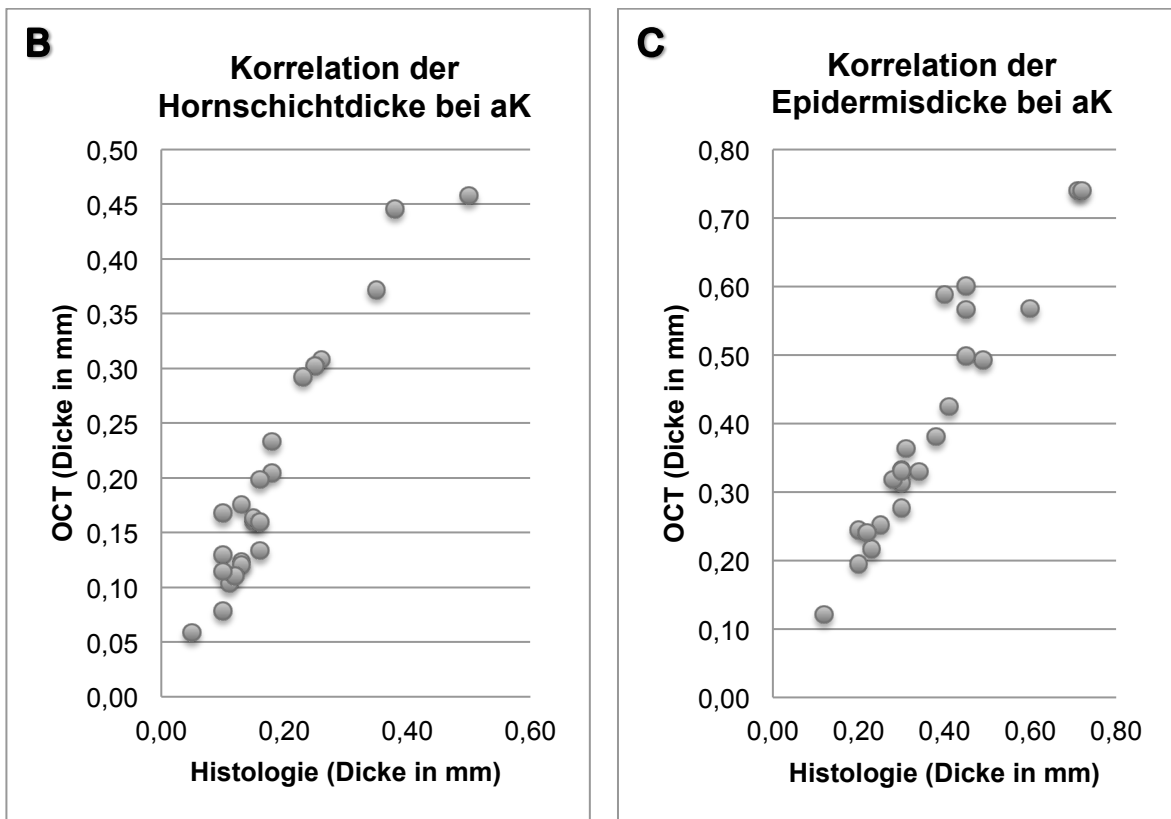 B
Korrelation der
Hornschichtdicke bei aK
OCT (Dicke in mm)
0,50
0,45
0,40
0,35
0,30
0,25
0,20
0,15
0,10
0,05
0,00
0,00 0,20 0,40 0,60
Histologie (Dicke in mm)
C
Korrelation der
Epidermisdicke bei aK
OCT (Dicke in mm)
0,80
0,70
0,60
0,50
0,40
0,30
0,20
0,10
0,00
0,00 0,20 0,40 0,60 0,80
Histologie (Dicke in mm)